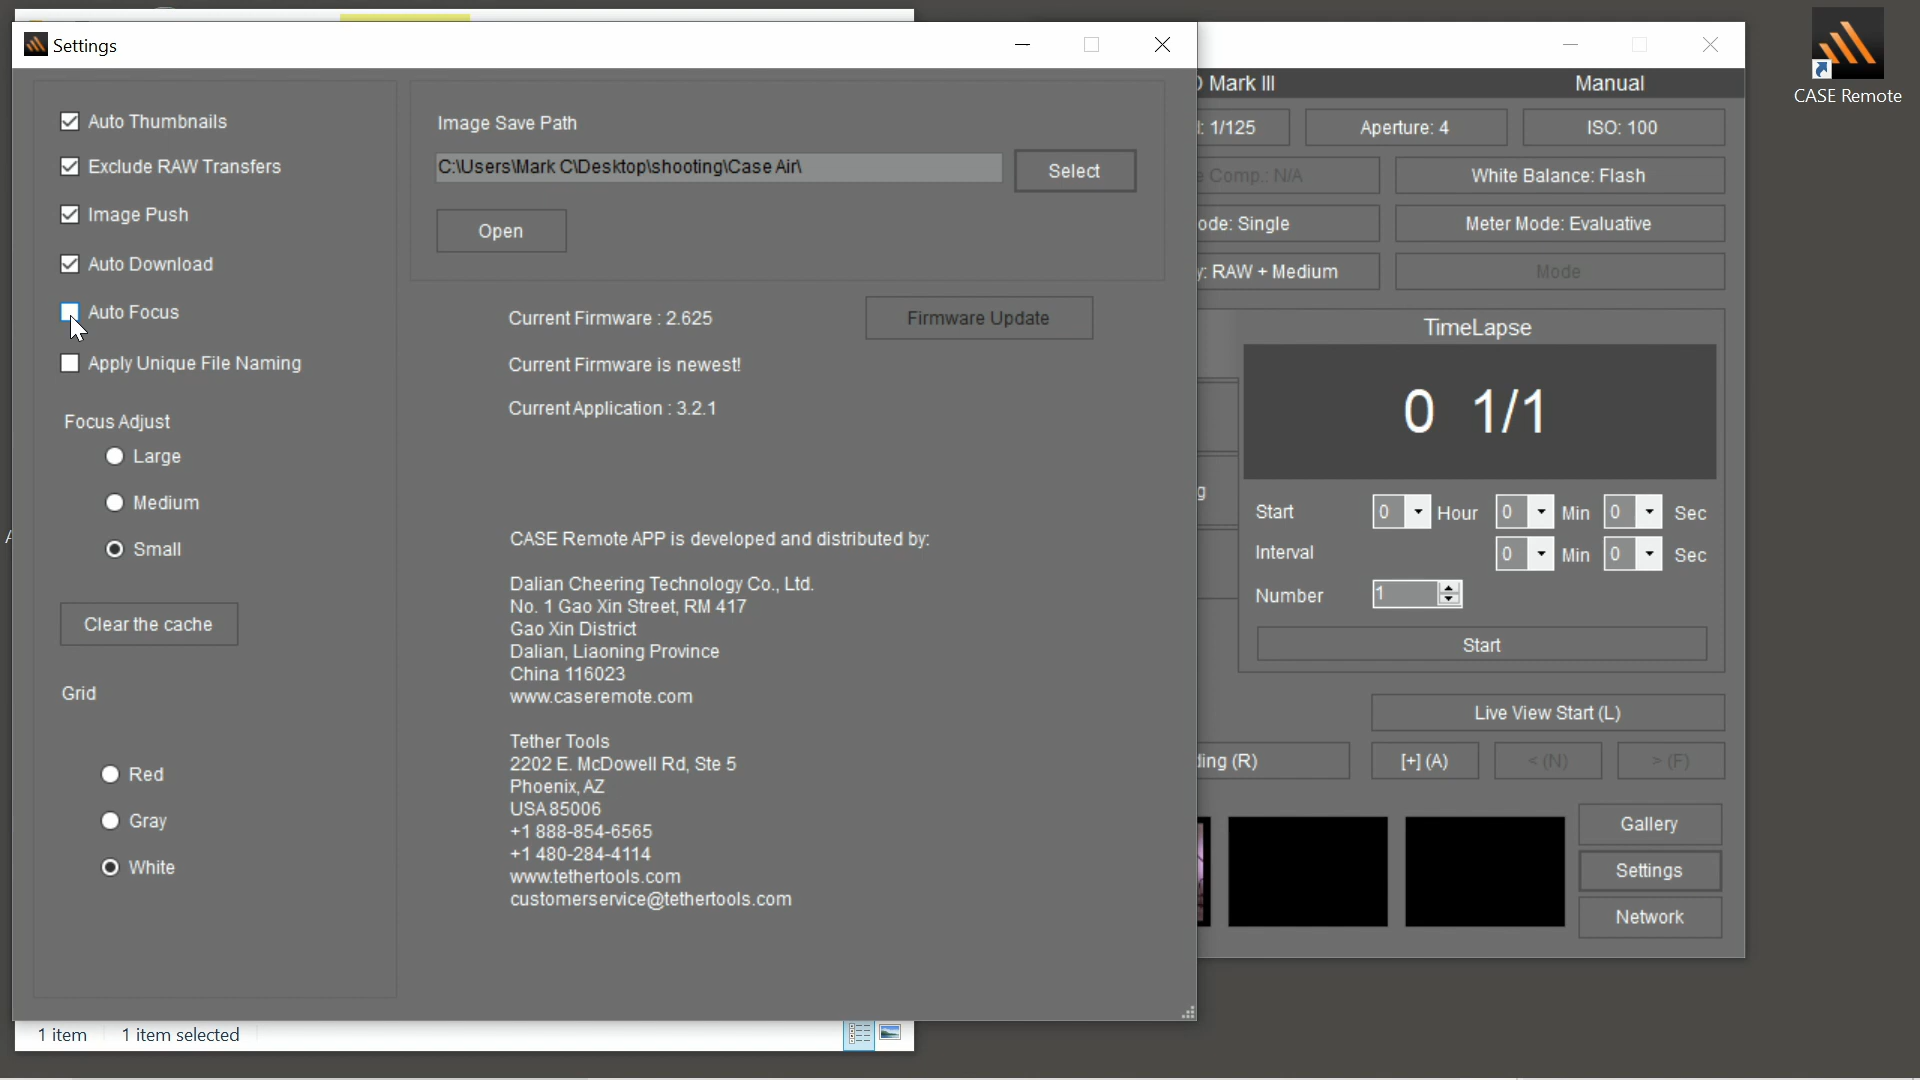 Settings
Auto Thumbnails
Exclude RAW Transfers
Image Push
Auto Download
Auto Focus
Apply Unique File Naming
Focus Adjust
Large
Medium
Small
Clear the cache
Grid
Red
Gray
White
Image Save Path
C:\Users\Mark C\Desktop\shooting\Case Air\
Select
Open
Current Firmware : 2.625
Firmware Update
Current Firmware is newest!
Current Application : 3.2.1
CASE Remote APP is developed and distributed by:
Dalian Cheering Technology Co., Ltd.
No. 1 Gao Xin Street, RM 417
Gao Xin District
Dalian, Liaoning Province
China 116023
www.caseremote.com
Tether Tools
2202 E. McDowell Rd, Ste 5
Phoenix, AZ
USA 85006
+1 888-854-6565
+1 480-284-4114
www.tethertools.com
customerservice@tethertools.com
1 item 1 item selected
Mark III Manual
: 1/125 Aperture: 4 ISO: 100
Comp.: N/A White Balance: Flash
ode: Single Meter Mode: Evaluative
y: RAW + Medium Mode
TimeLapse
0 1/1
g
Start 0 Hour 0 Min 0 Sec
Interval 0 Min 0 Sec
Number 1
Start
Live View Start (L)
ding (R) [+] (A) < (N) > (F)
Gallery
Settings
Network
CASE Remote